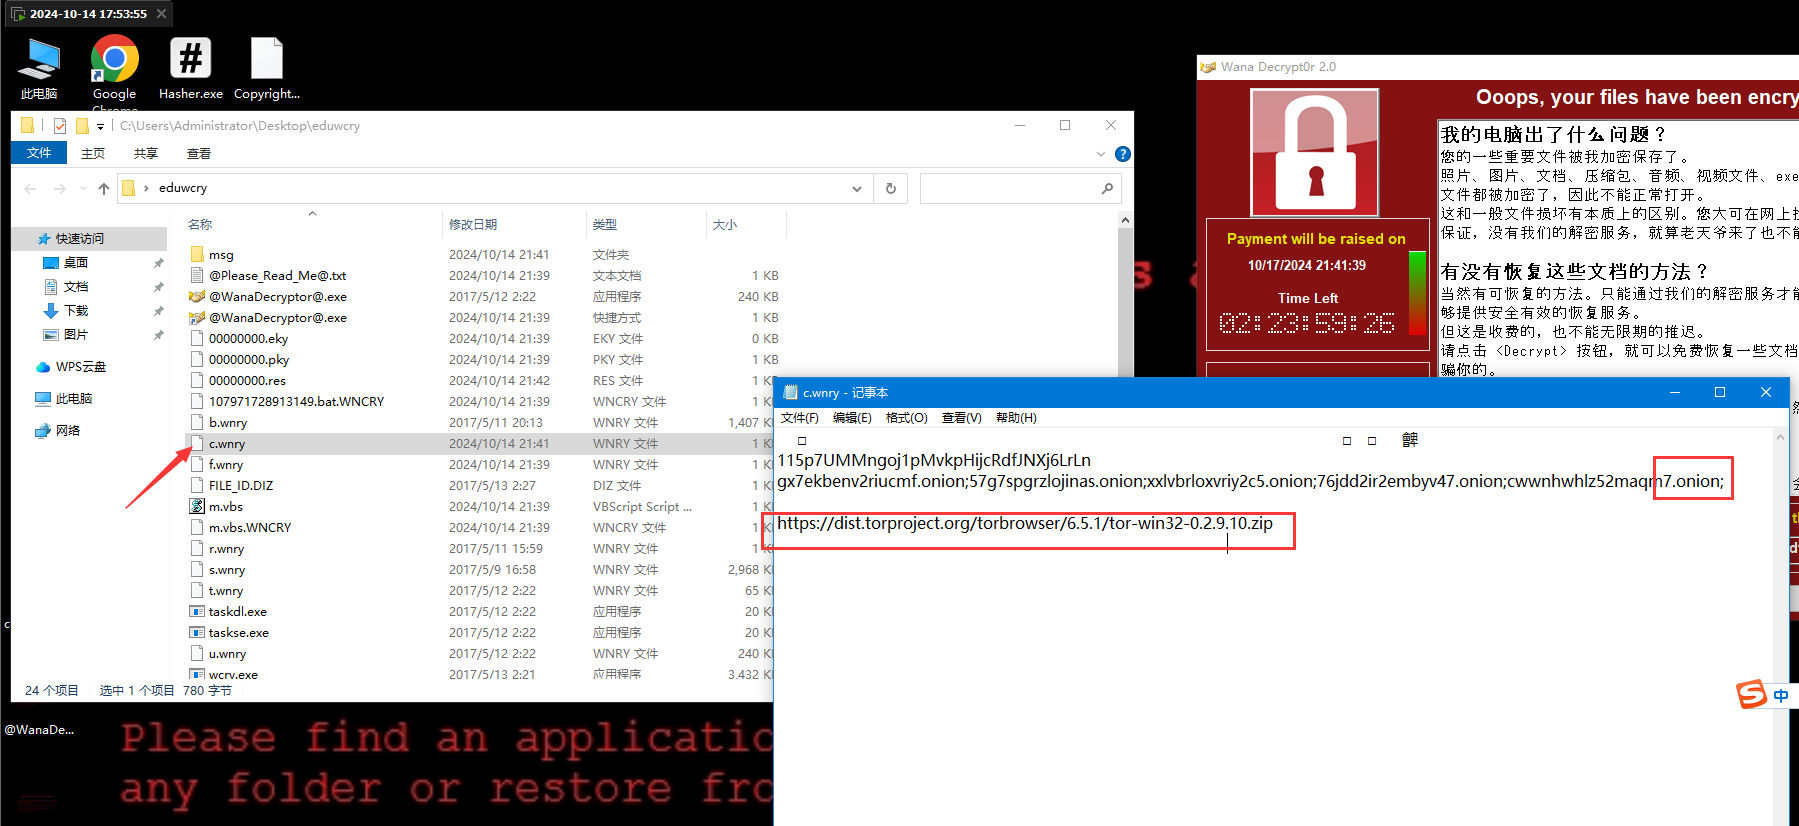 2024-10-14 17:53:55
此电脑
Google Chrome
Hasher.exe
Copyright...
C:\Users\Administrator\Desktop\eduwcry
文件 主页 共享 查看
eduwcry
名称 修改日期 类型 大小
快速访问
桌面
文档
下载
图片
WPS云盘
此电脑
网络
msg 2024/10/14 21:41 文件夹
@Please_Read_Me@.txt 2024/10/14 21:39 文本文档 1 KB
@WanaDecryptor@.exe 2017/5/12 2:22 应用程序 240 KB
@WanaDecryptor@.exe 2024/10/14 21:39 快捷方式 1 KB
00000000.eky 2024/10/14 21:39 EKY 文件 0 KB
00000000.pky 2024/10/14 21:39 PKY 文件 1 KB
00000000.res 2024/10/14 21:42 RES 文件 1 KB
107971728913149.bat.WNCRY 2024/10/14 21:39 WNCRY 文件 1 KB
b.wnry 2017/5/11 20:13 WNRY 文件 1,407 K
c.wnry 2024/10/14 21:41 WNRY 文件 1 K
f.wnry 2024/10/14 21:39 WNRY 文件 1 K
FILE_ID.DIZ 2017/5/13 2:27 DIZ 文件 1 K
m.vbs 2024/10/14 21:39 VBScript Script ... 1 K
m.vbs.WNCRY 2024/10/14 21:39 WNCRY 文件 1 K
r.wnry 2017/5/11 15:59 WNRY 文件 1 K
s.wnry 2017/5/9 16:58 WNRY 文件 2,968 K
t.wnry 2017/5/12 2:22 WNRY 文件 65 K
taskdl.exe 2017/5/12 2:22 应用程序 20 K
taskse.exe 2017/5/12 2:22 应用程序 20 K
u.wnry 2017/5/12 2:22 WNRY 文件 240 K
wcry.exe 2017/5/13 2:21 应用程序 3,432 K
24 个项目 选中 1 个项目 780 字节
@WanaDe...
Please find an applicatio
any folder or restore fro
Wana Decrypt0r 2.0
Ooops, your files have been encry
Payment will be raised on
10/17/2024 21:41:39
Time Left
02:23:59:26
我的电脑出了什么问题？
您的一些重要文件被我加密保存了。
照片、图片、文档、压缩包、音频、视频文件、exe
文件都被加密了，因此不能正常打开。
这和一般文件损坏有本质上的区别。您大可在网上
保证，没有我们的解密服务，就算老天爷来了也不
有没有恢复这些文档的方法？
当然有可恢复的方法。只能通过我们的解密服务才
够提供安全有效的恢复服务。
但这是收费的，也不能无限期的推迟。
请点击 <Decrypt> 按钮，就可以免费恢复一些文档
骗你的。
c.wnry - 记事本
文件(F) 编辑(E) 格式(O) 查看(V) 帮助(H)
115p7UMMngoj1pMvkpHijcRdfJNXj6LrLn
gx7ekbenv2riucmf.onion;57g7spgrzlojinas.onion;xxlvbrloxvriy2c5.onion;76jdd2ir2embyv47.onion;cwwnhwhlz52maqm7.onion;
https://dist.torproject.org/torbrowser/6.5.1/tor-win32-0.2.9.10.zip
中